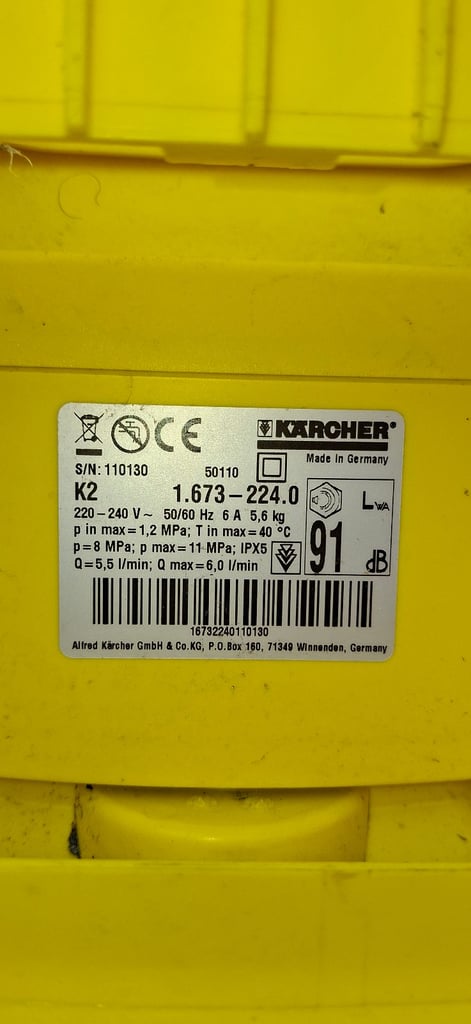 CE
KÄRCHER®
Made in Germany
S/N: 110130 50110
K2 1.673-224.0
220-240 V~ 50/60 Hz 6 A 5,6 kg
p in max=1,2 MPa; T in max=40 °C
p=8 MPa; p max=11 MPa; IPX5
Q=5,5 l/min; Q max=6,0 l/min
LWA
91 dB
16732240110130
Alfred Kärcher GmbH & Co.KG, P.O.Box 160, 71349 Winnenden, Germany